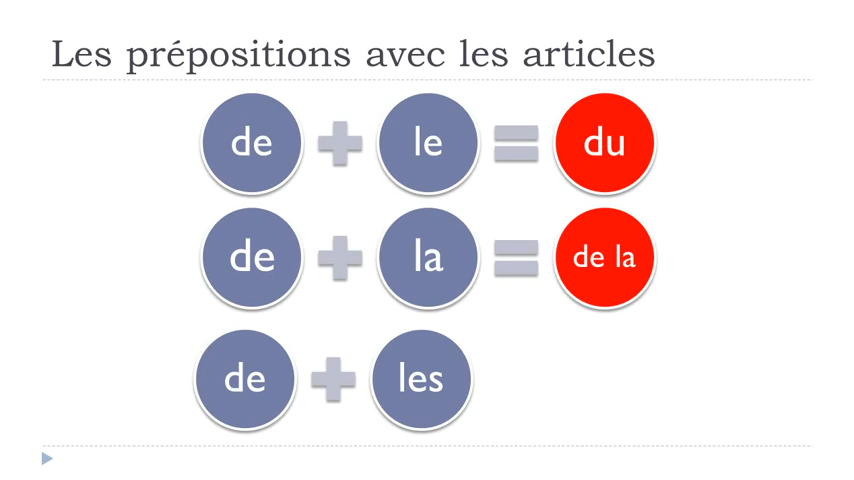 Les prépositions avec les articles
de + le = du
de + la = de la
de + les